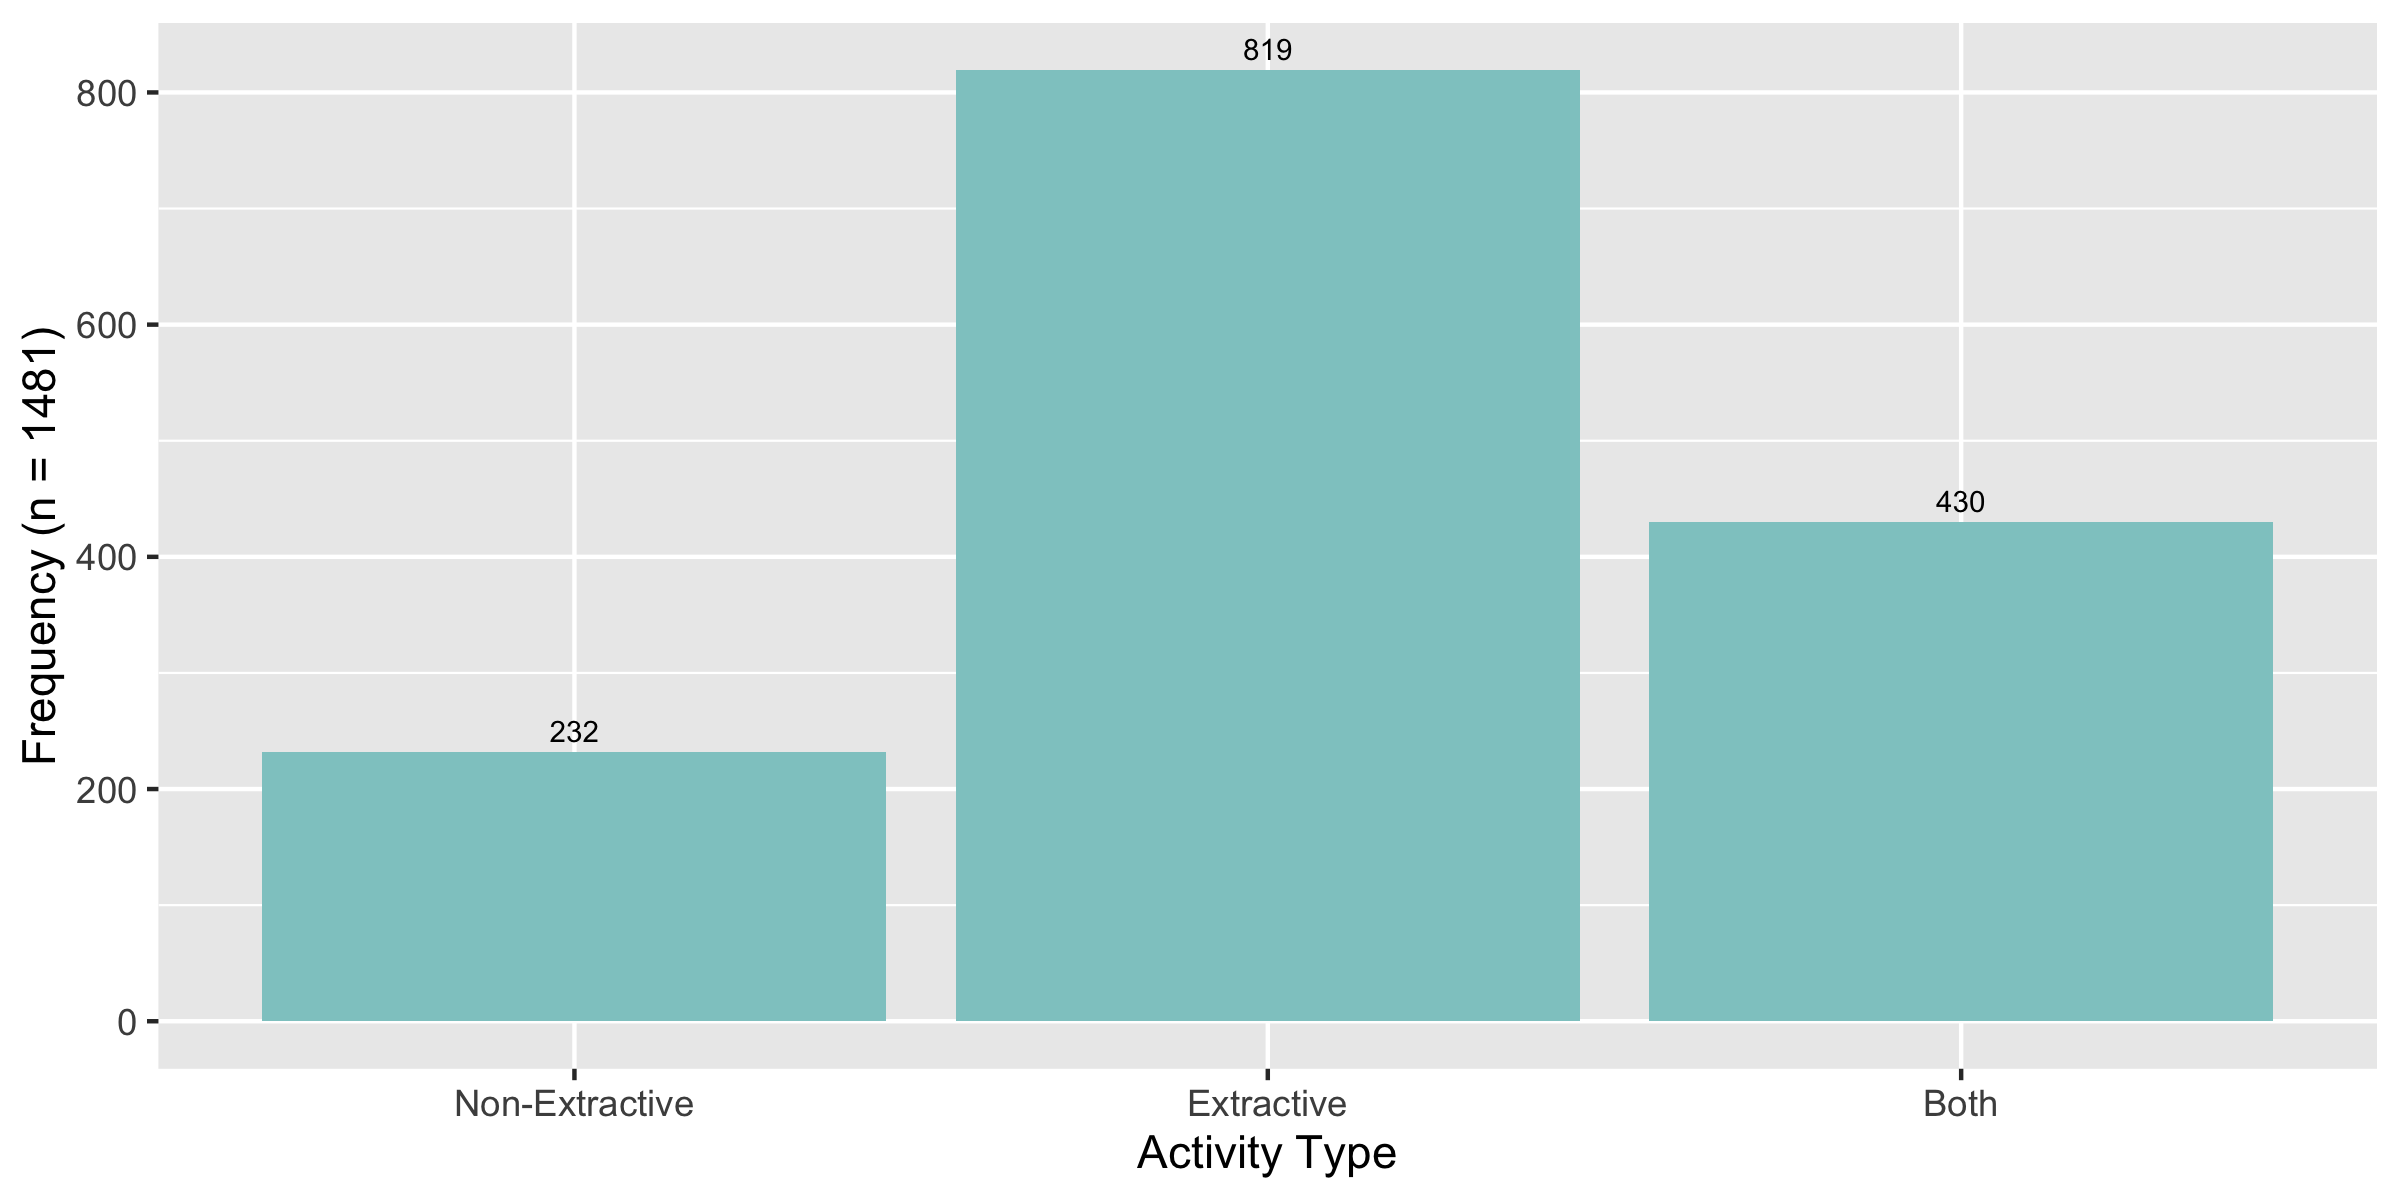 Frequency (n = 1481)
800
600
400
200
0
232
819
430
Non-Extractive
Extractive
Both
Activity Type